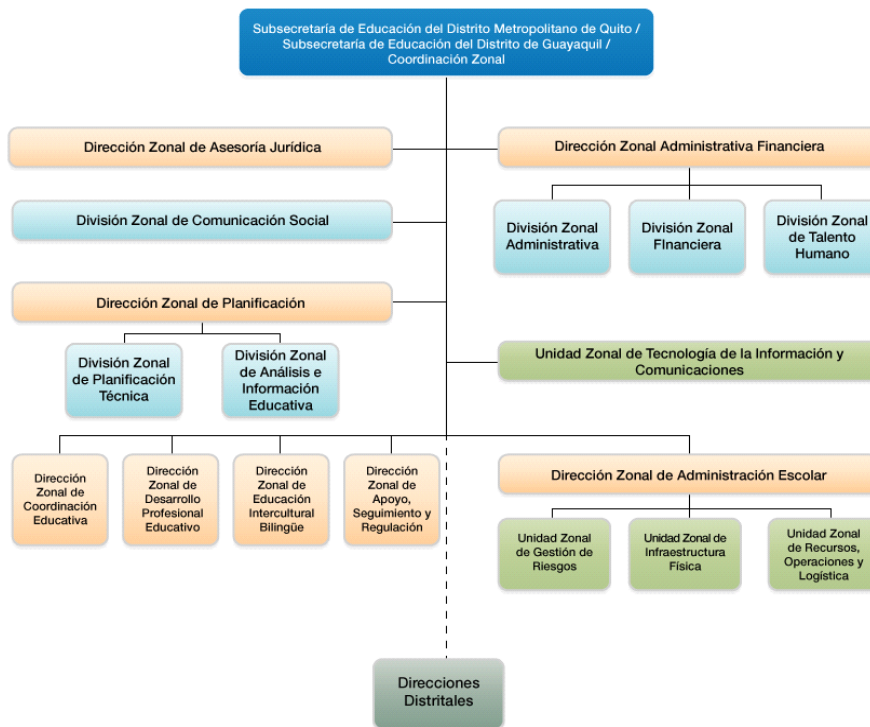 Subsecretaría de Educación del Distrito Metropolitano de Quito /
Subsecretaría de Educación del Distrito de Guayaquil /
Coordinación Zonal
Dirección Zonal de Asesoría Jurídica
Dirección Zonal Administrativa Financiera
División Zonal de Comunicación Social
División Zonal
Administrativa
División Zonal
FInanciera
División Zonal
de Talento
Humano
Dirección Zonal de Planificación
División Zonal
de Planificación
Técnica
División Zonal
de Análisis e
Información
Educativa
Unidad Zonal de Tecnología de la Información y
Comunicaciones
Dirección
Zonal de
Coordinación
Educativa
Dirección
Zonal de
Desarrollo
Profesional
Educativo
Dirección
Zonal de
Educación
Intercultural
Bilingüe
Dirección
Zonal de
Apoyo,
Seguimiento y
Regulación
Dirección Zonal de Administración Escolar
Unidad Zonal
de Gestión de
Riesgos
Unidad Zonal de
Infraestructura
Física
Unidad Zonal
de Recursos,
Operaciones y
Logística
Direcciones
Distritales